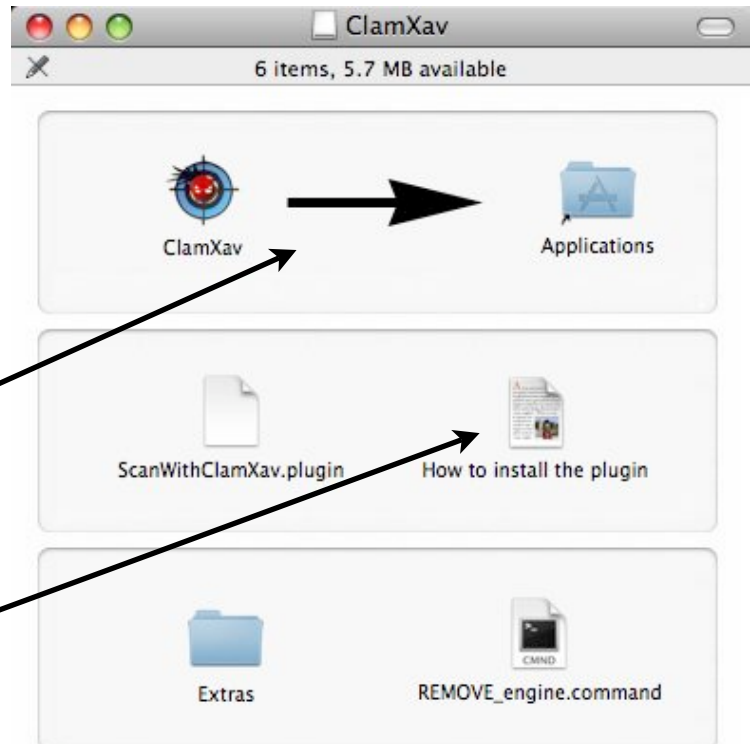 ClamXav
6 items, 5.7 MB available
ClamXav
Applications
ScanWithClamXav.plugin
How to install the plugin
CMND
Extras
REMOVE_engine.command